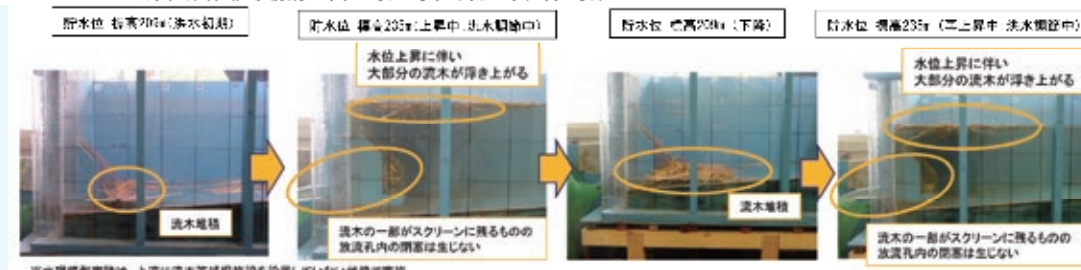 貯水位 標高209m(洪水初期)
貯水位 標高235m(上昇中:洪水調節中)
貯水位 標高209m(下降)
貯水位 標高235m(再上昇中:洪水調節中)
水位上昇に伴い
大部分の流木が浮き上がる
水位上昇に伴い
大部分の流木が浮き上がる
流木堆積
流木の一部がスクリーンに残るものの
放流孔内の閉塞は生じない
流木堆積
流木の一部がスクリーンに残るものの
放流孔内の閉塞は生じない